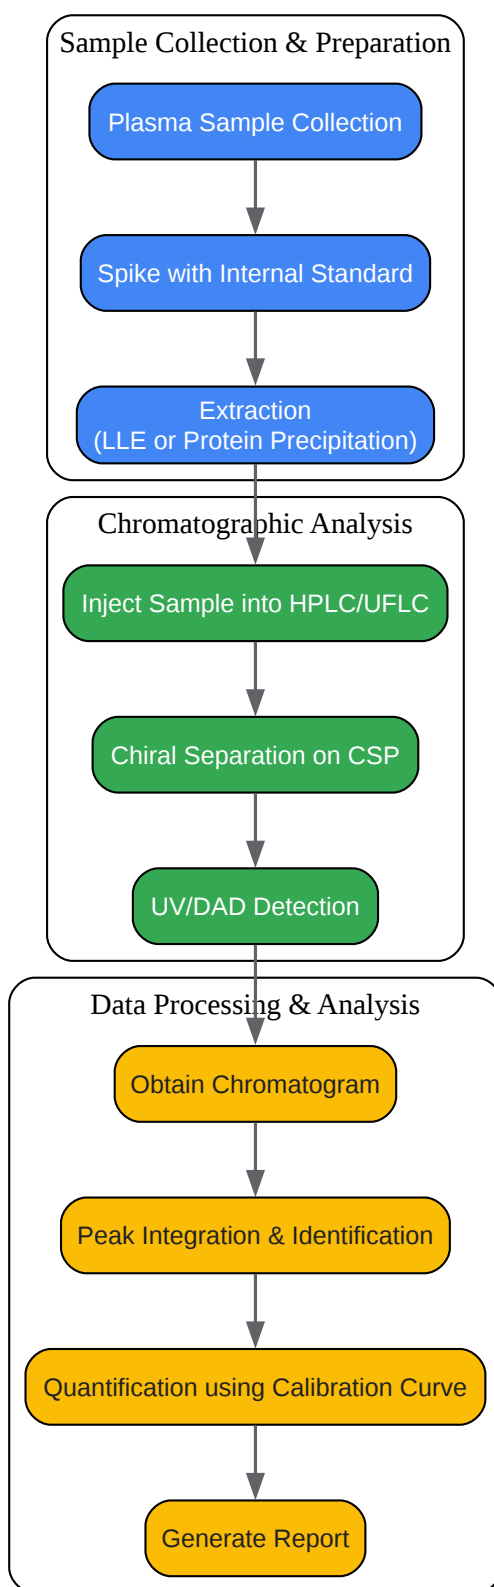 Sample Collection & Preparation
Plasma Sample Collection
Spike with Internal Standard
Extraction
(LLE or Protein Precipitation)
Chromatographic Analysis
Inject Sample into HPLC/UFLC
Chiral Separation on CSP
UV/DAD Detection
Data Processing & Analysis
Obtain Chromatogram
Peak Integration & Identification
Quantification using Calibration Curve
Generate Report